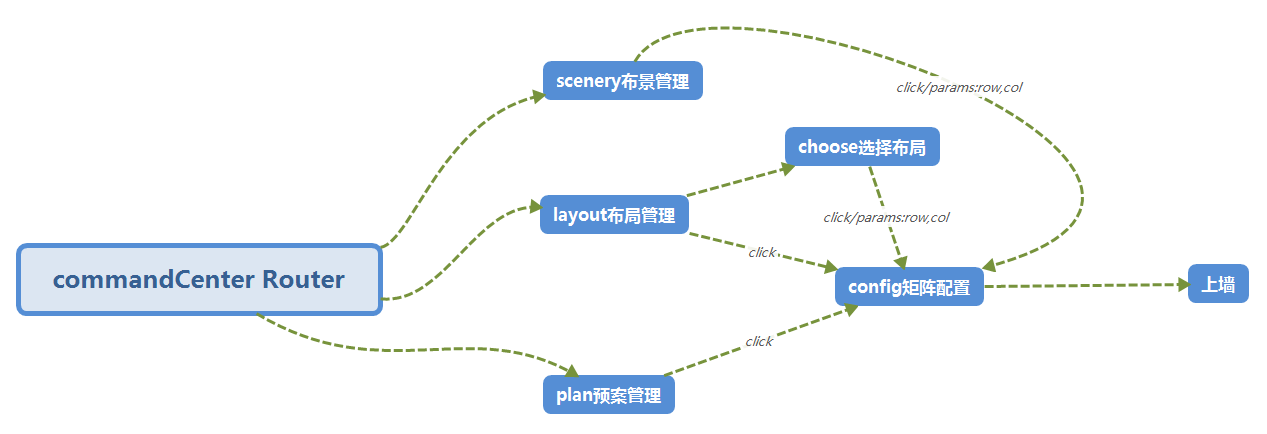 scenery布景管理
click/params:row,col
choose选择布局
layout布局管理
click/params:row,col
click
commandCenter Router
config矩阵配置
上墙
click
plan预案管理